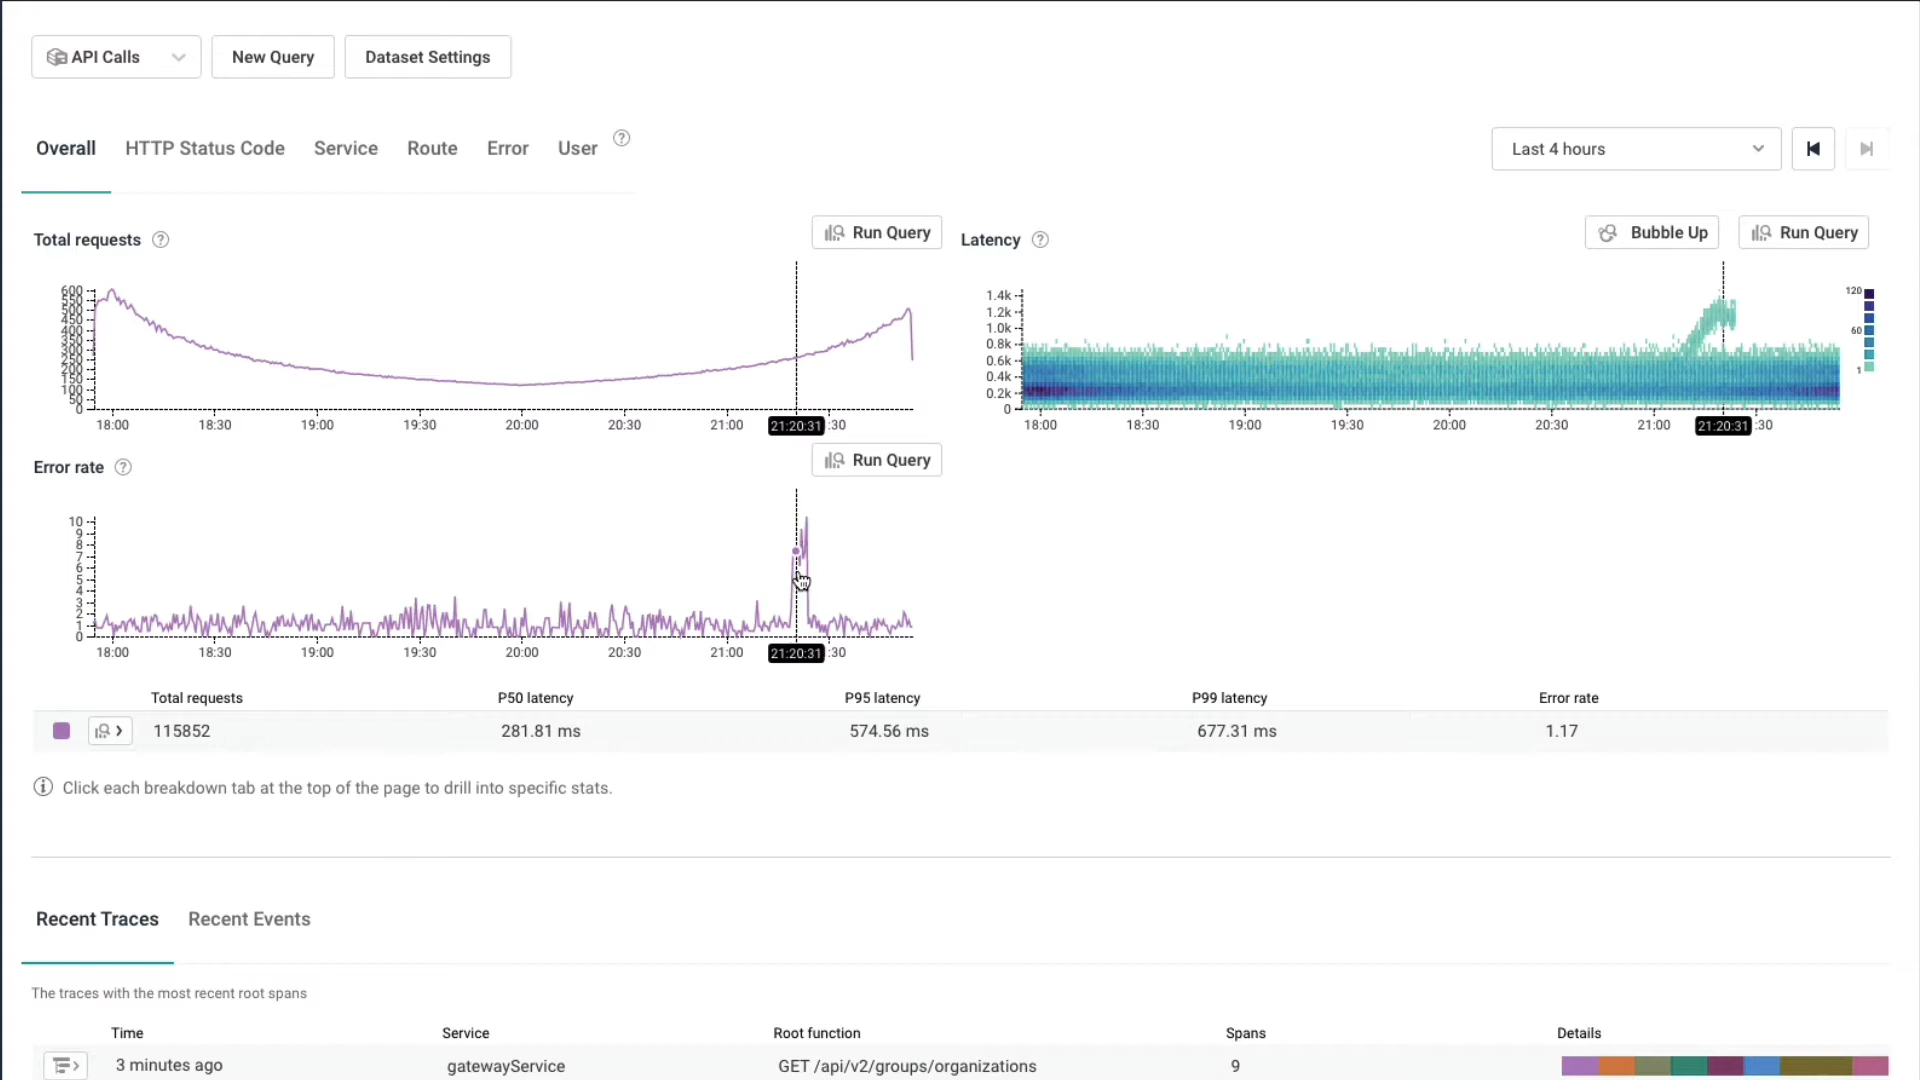 API Calls
New Query
Dataset Settings
Overall
HTTP Status Code
Service
Route
Error
User
?
Last 4 hours
Total requests ?
Run Query
600
550
500
450
400
350
300
250
200
150
100
50
0
18:00
18:30
19:00
19:30
20:00
20:30
21:00
21:20:31
:30
Latency ?
Bubble Up
Run Query
1.4k
1.2k
1.0k
0.8k
0.6k
0.4k
0.2k
0
18:00
18:30
19:00
19:30
20:00
20:30
21:00
21:20:31
:30
120
60
1
Error rate ?
Run Query
10
9
8
7
6
5
4
3
2
1
0
18:00
18:30
19:00
19:30
20:00
20:30
21:00
21:20:31
:30
Total requests P50 latency P95 latency P99 latency Error rate
115852 281.81 ms 574.56 ms 677.31 ms 1.17
Click each breakdown tab at the top of the page to drill into specific stats.
Recent Traces
Recent Events
The traces with the most recent root spans
Time Service Root function Spans Details
3 minutes ago gatewayService GET /api/v2/groups/organizations 9